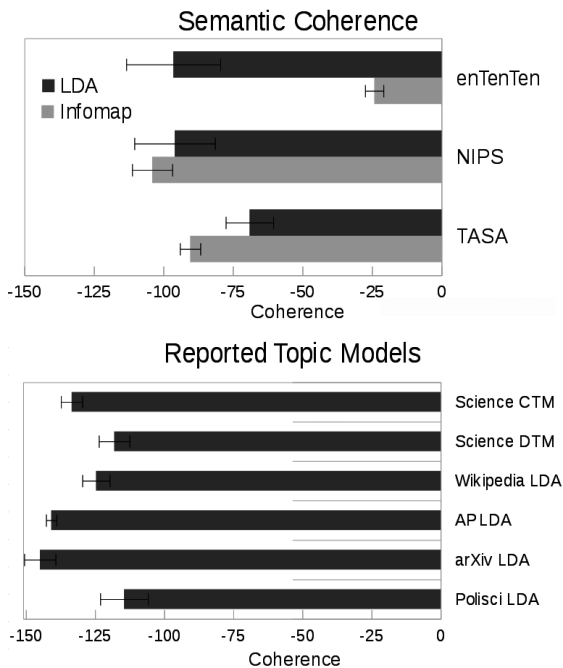 Semantic Coherence
LDA
Infomap
enTenTen
NIPS
TASA
-150 -125 -100 -75 -50 -25 0
Coherence
Reported Topic Models
Science CTM
Science DTM
Wikipedia LDA
AP LDA
arXiv LDA
Polisci LDA
-150 -125 -100 -75 -50 -25 0
Coherence